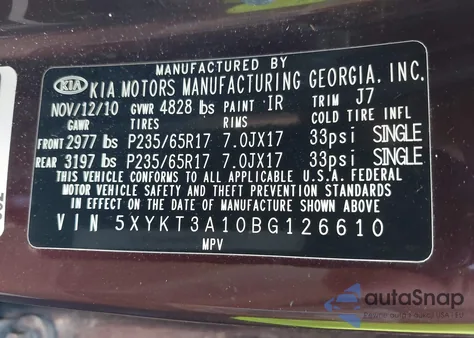 MANUFACTURED BY
KIA KIA MOTORS MANUFACTURING GEORGIA, INC.
NOV/12/10 GVWR 4828 lbs PAINT IR TRIM J7
GAWR TIRES RIMS COLD TIRE INFL
FRONT 2977 lbs P235/65R17 7.0JX17 33psi SINGLE
REAR 3197 lbs P235/65R17 7.0JX17 33psi SINGLE
THIS VEHICLE CONFORMS TO ALL APPLICABLE U.S.A. FEDERAL
MOTOR VEHICLE SAFETY AND THEFT PREVENTION STANDARDS
IN EFFECT ON THE DATE OF MANUFACTURE SHOWN ABOVE.
VIN 5XYKT3A10BG126610
MPV
autaSnap